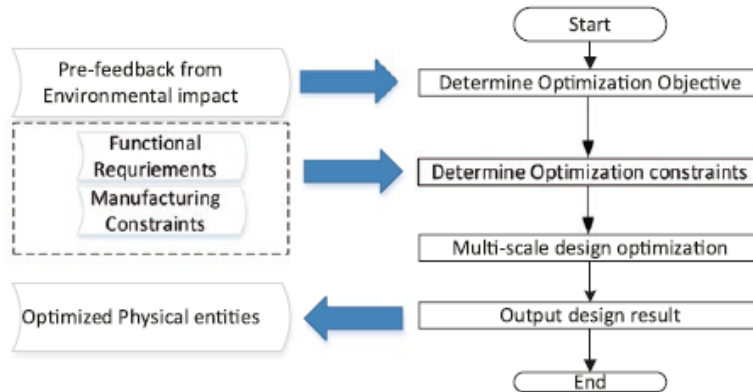 Start
Pre-feedback from
Environmental impact
Determine Optimization Objective
Functional
Requriements
Manufacturing
Constraints
Determine Optimization constraints
Multi-scale design optimization
Optimized Physical entities
Output design result
End